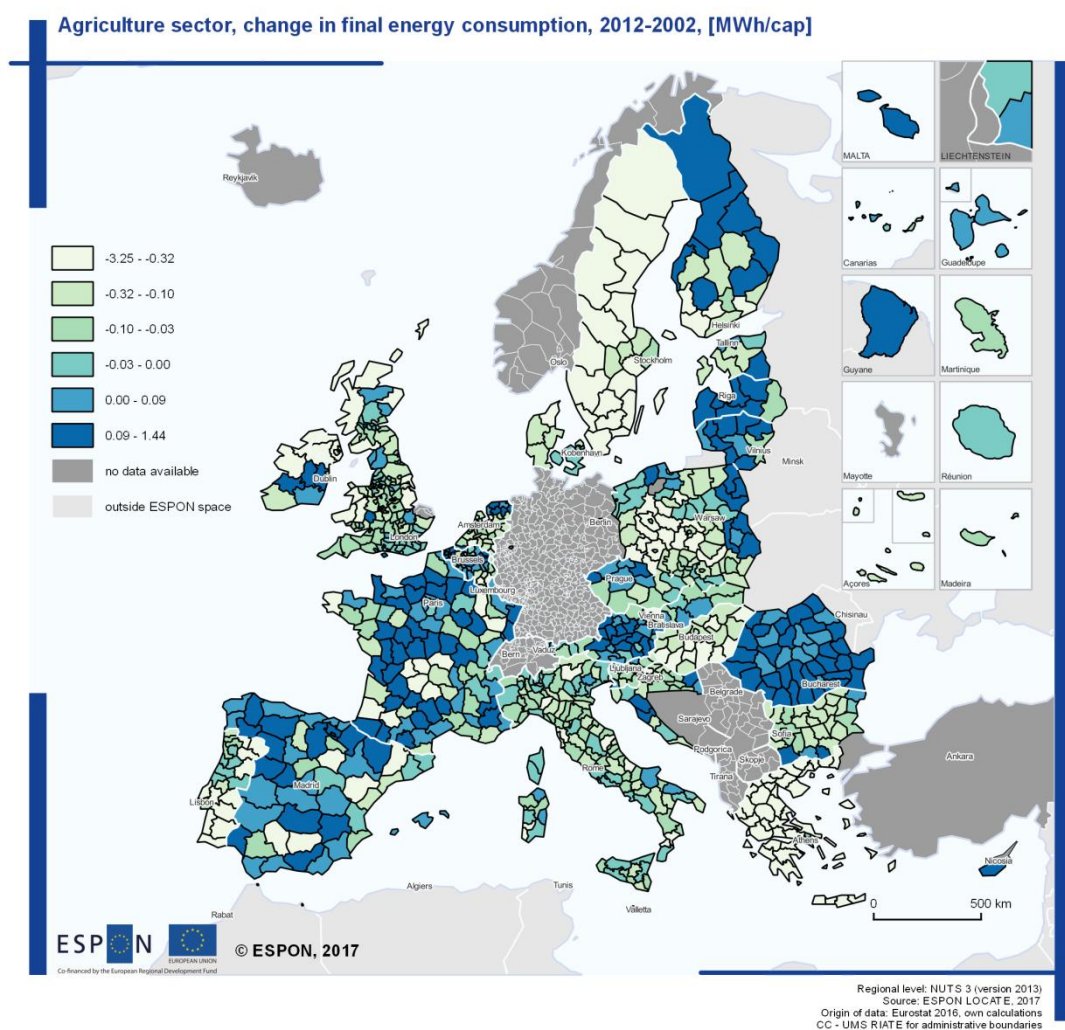 Agriculture sector, change in final energy consumption, 2012-2002, [MWh/cap]
MALTA
LIECHTENSTEIN
Reykjavik
Canarias
Guadeloupe
-3.25 - -0.32
-0.32 - -0.10
-0.10 - -0.03
-0.03 - 0.00
0.00 - 0.09
0.09 - 1.44
no data available
outside ESPON space
Guyane
Martinique
Mayotte
Réunion
Açores
Madeira
Helsinki
Tallinn
Oslo
Stockholm
Riga
Kobenhavn
Vilnius
Minsk
Dublin
Amsterdam
Berlin
Warsaw
London
Brussels
Prague
Luxembourg
Paris
Vienna
Bratislava
Chisinau
Budapest
Bern
Vaduz
Ljubljana
Zagreb
Bucharest
Belgrade
Sarajevo
Sofia
Podgorica
Skopje
Rome
Tirana
Ankara
Madrid
Lisbon
Athens
Nicosia
Algiers
Tunis
Valletta
Rabat
0 500 km
ESPON
EUROPEAN UNION
© ESPON, 2017
Co-financed by the European Regional Development Fund
Regional level: NUTS 3 (version 2013)
Source: ESPON LOCATE, 2017
Origin of data: Eurostat 2016, own calculations
CC - UMS RIATE for administrative boundaries